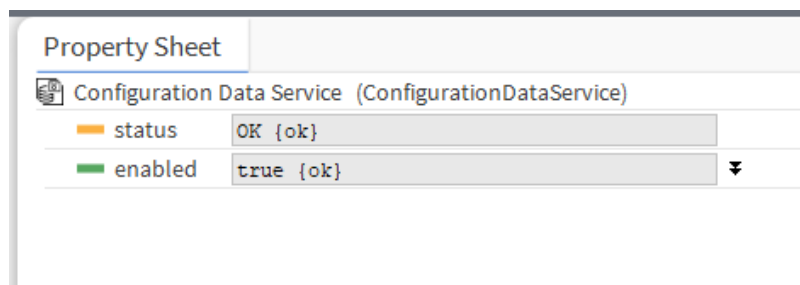 Property Sheet
Configuration Data Service (ConfigurationDataService)
status OK {ok}
enabled true {ok}